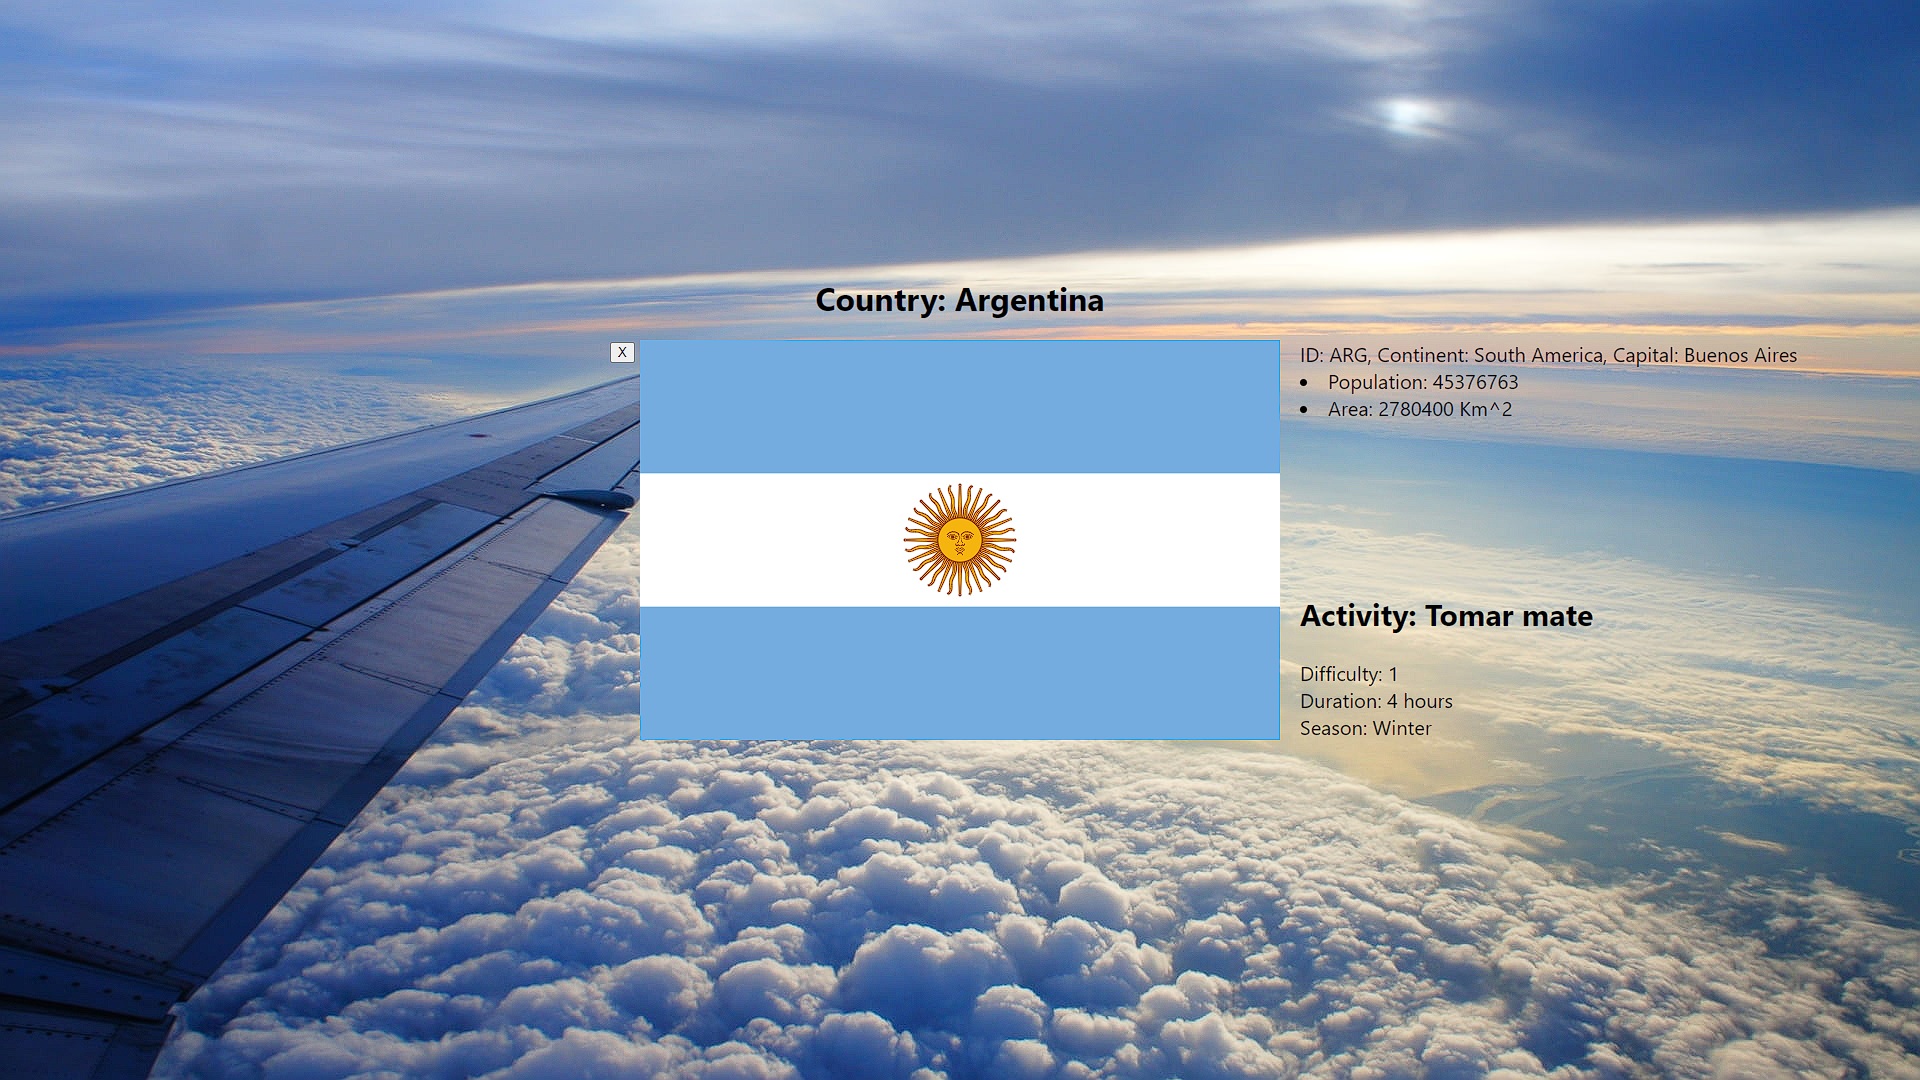 Country: Argentina
X
ID: ARG, Continent: South America, Capital: Buenos Aires
• Population: 45376763
• Area: 2780400 Km^2
Activity: Tomar mate
Difficulty: 1
Duration: 4 hours
Season: Winter